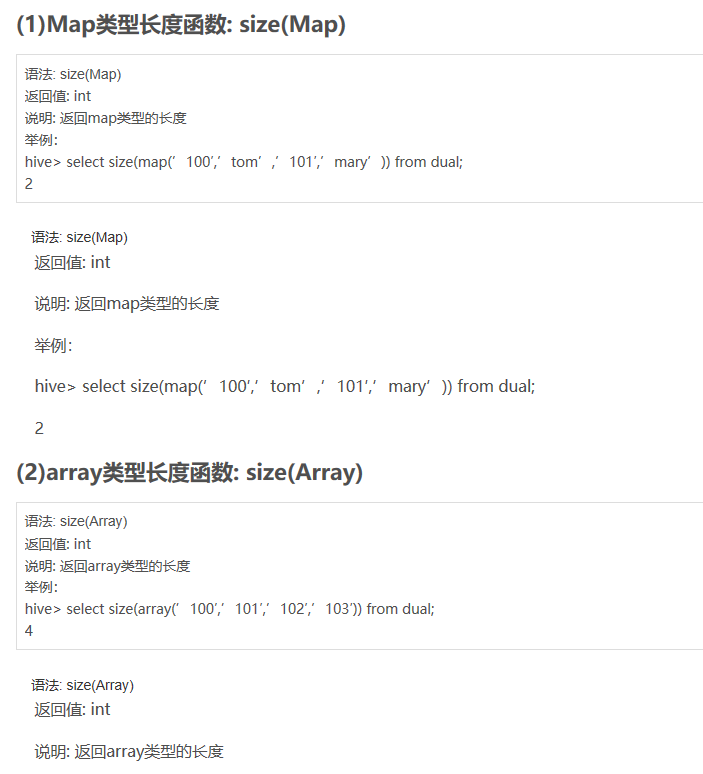 (1)Map类型长度函数: size(Map)
语法: size(Map)
返回值: int
说明: 返回map类型的长度
举例：
hive> select size(map(′100′,′tom′,′101′,′mary′)) from dual;
2
语法: size(Map)
返回值: int
说明: 返回map类型的长度
举例：
hive> select size(map(′100′,′tom′,′101′,′mary′)) from dual;
2
(2)array类型长度函数: size(Array)
语法: size(Array)
返回值: int
说明: 返回array类型的长度
举例：
hive> select size(array(′100′,′101′,′102′,′103′)) from dual;
4
语法: size(Array)
返回值: int
说明: 返回array类型的长度